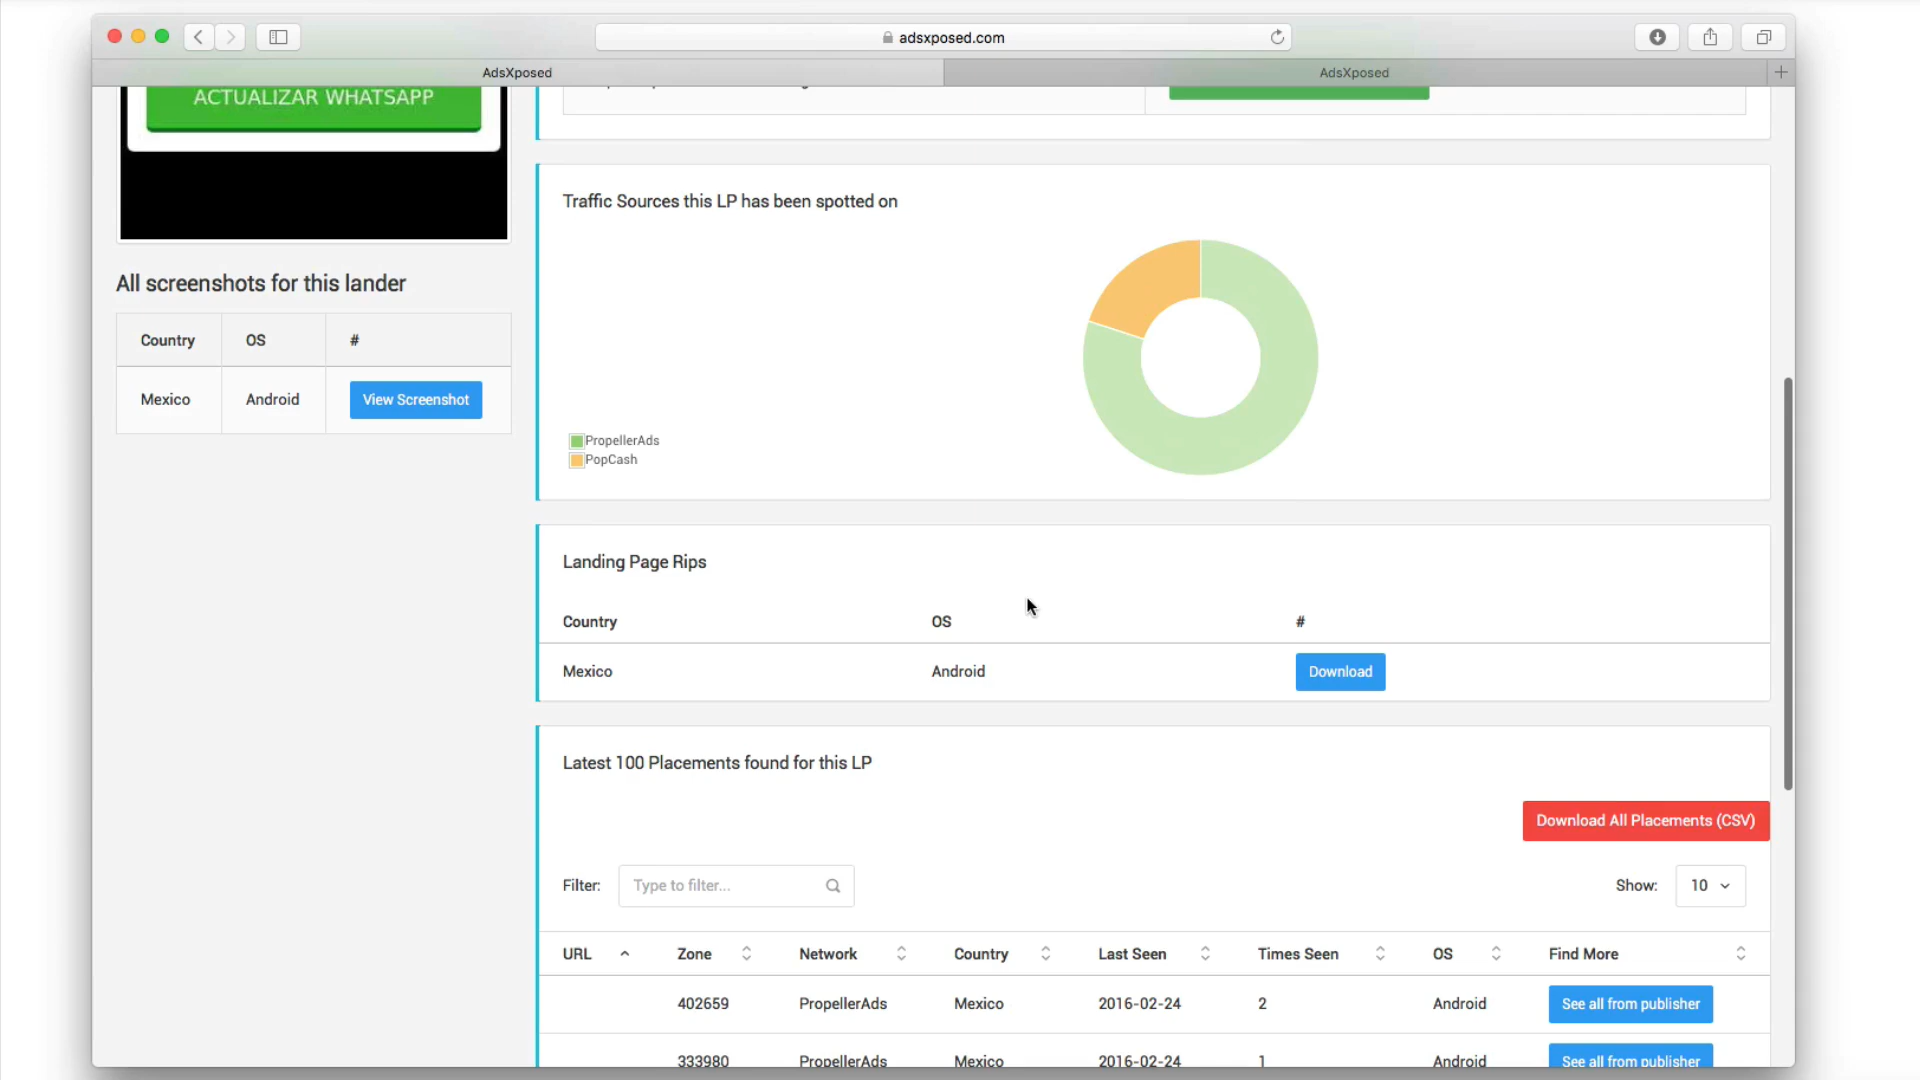 adsxposed.com
AdsXposed
AdsXposed
ACTUALIZAR WHATSAPP
Traffic Sources this LP has been spotted on
PropellerAds
PopCash
All screenshots for this lander
Country OS #
Mexico Android View Screenshot
Landing Page Rips
Country OS #
Mexico Android Download
Latest 100 Placements found for this LP
Download All Placements (CSV)
Filter: Type to filter... Show: 10
URL Zone Network Country Last Seen Times Seen OS Find More
402659 PropellerAds Mexico 2016-02-24 2 Android See all from publisher
333980 PropellerAds Mexico 2016-02-24 1 Android See all from publisher